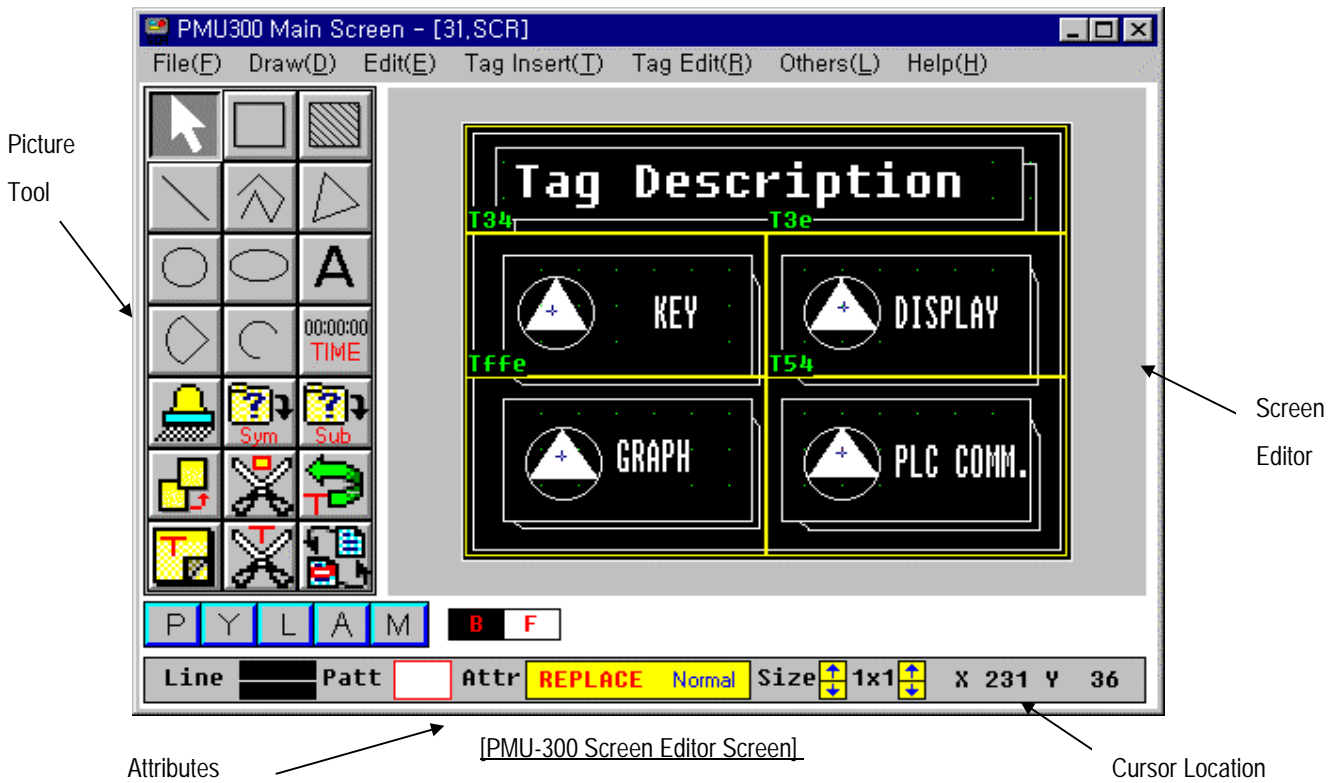 PMU300 Main Screen - [31,SCR]
File(F) Draw(D) Edit(E) Tag Insert(T) Tag Edit(R) Others(L) Help(H)
Picture
Tool
Tag Description
T34 T3e
A
KEY DISPLAY
00:00:00
TIME
Tffe T54
Sym Sub
Screen
Editor
GRAPH PLC COMM.
T
T T
P Y L A M B F
Line Patt Attr REPLACE Normal Size 1x1 X 231 Y 36
[PMU-300 Screen Editor Screen]
Attributes Cursor Location